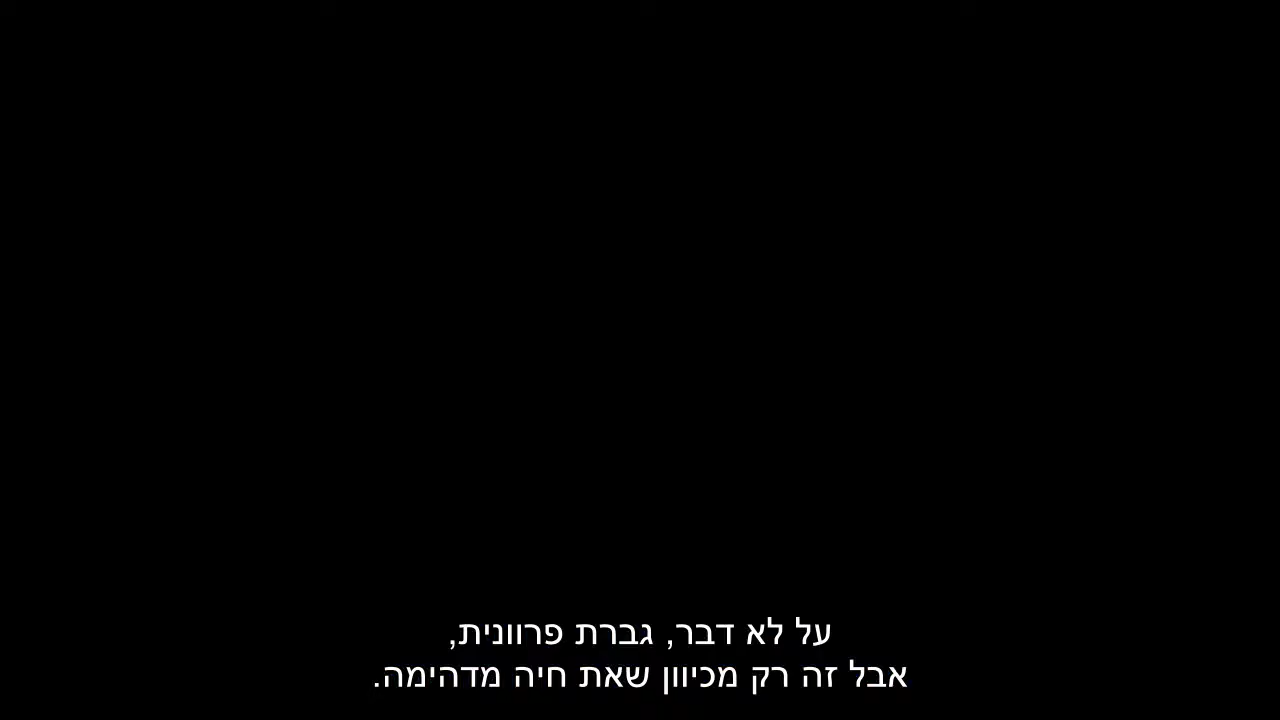 על לא דבר, גברת פרוונית,
אבל זה רק מכיוון שאת חיה מדהימה.